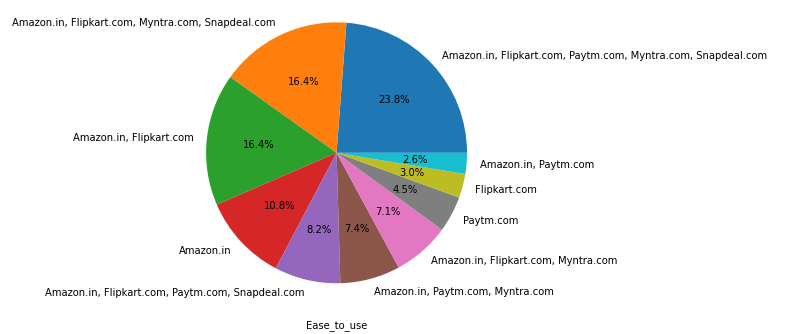 Amazon.in, Flipkart.com, Myntra.com, Snapdeal.com
Amazon.in, Flipkart.com, Paytm.com, Myntra.com, Snapdeal.com
16.4%
23.8%
Amazon.in, Flipkart.com
16.4%
2.6%
Amazon.in, Paytm.com
3.0%
Flipkart.com
4.5%
Paytm.com
10.8%
7.1%
8.2%
7.4%
Amazon.in
Amazon.in, Flipkart.com, Myntra.com
Amazon.in, Flipkart.com, Paytm.com, Snapdeal.com
Amazon.in, Paytm.com, Myntra.com
Ease_to_use